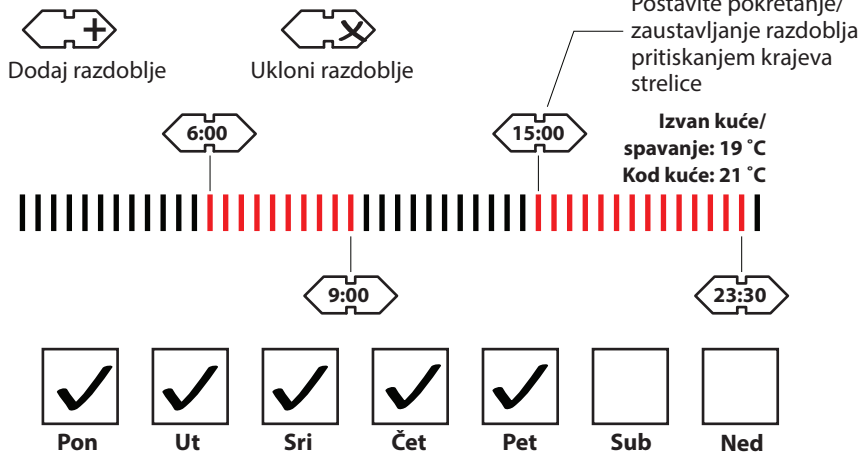 Postavite pokretanje/
zaustavljanje razdoblja
pritiskanjem krajeva
strelice
Dodaj razdoblje
Ukloni razdoblje
6:00
15:00
Izvan kuće/
spavanje: 19 ˚C
Kod kuće: 21 ˚C
9:00
23:30
Pon
Ut
Sri
Čet
Pet
Sub
Ned